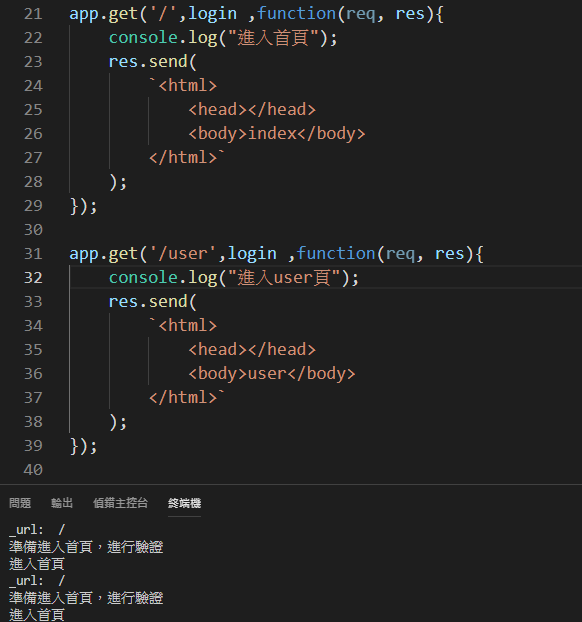 21 app.get('/',login ,function(req, res){
22     console.log("進入首頁");
23     res.send(
24         `<html>
25             <head></head>
26             <body>index</body>
27         </html>`
28     );
29 });
30
31 app.get('/user',login ,function(req, res){
32     console.log("進入user頁");
33     res.send(
34         `<html>
35             <head></head>
36             <body>user</body>
37         </html>`
38     );
39 });
40
問題 輸出 偵錯主控台 終端機
_url:  /
準備進入首頁，進行驗證
進入首頁
_url:  /
準備進入首頁，進行驗證
進入首頁